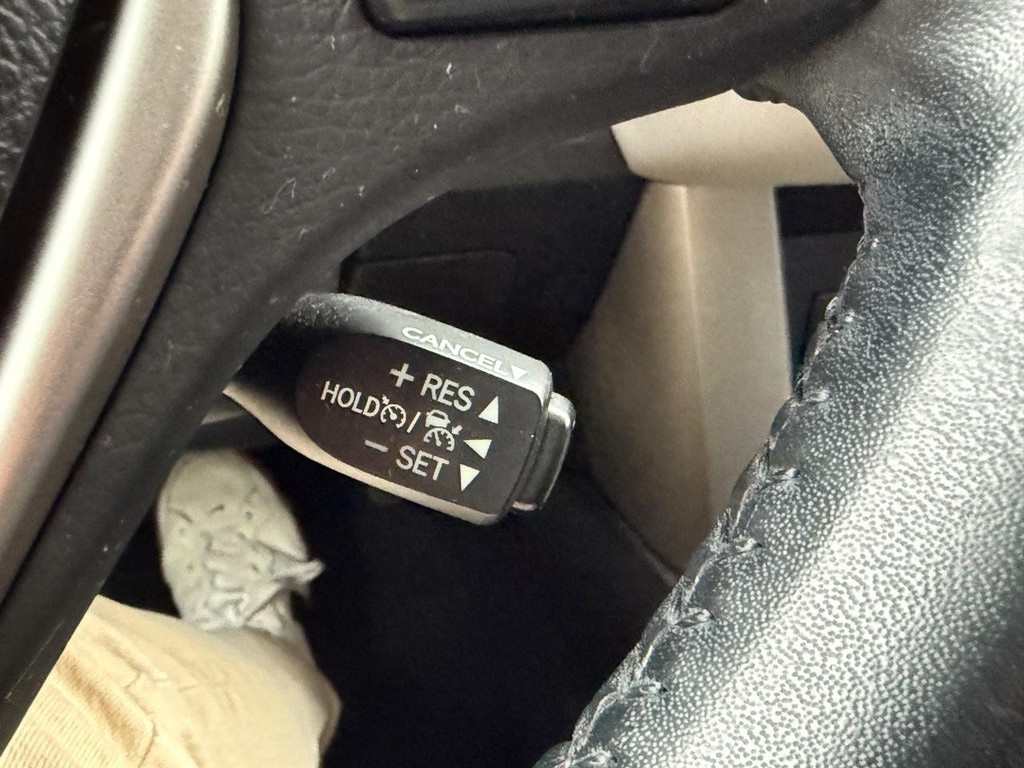 CANCEL▼
+ RES ▲
HOLD /
− SET ▼